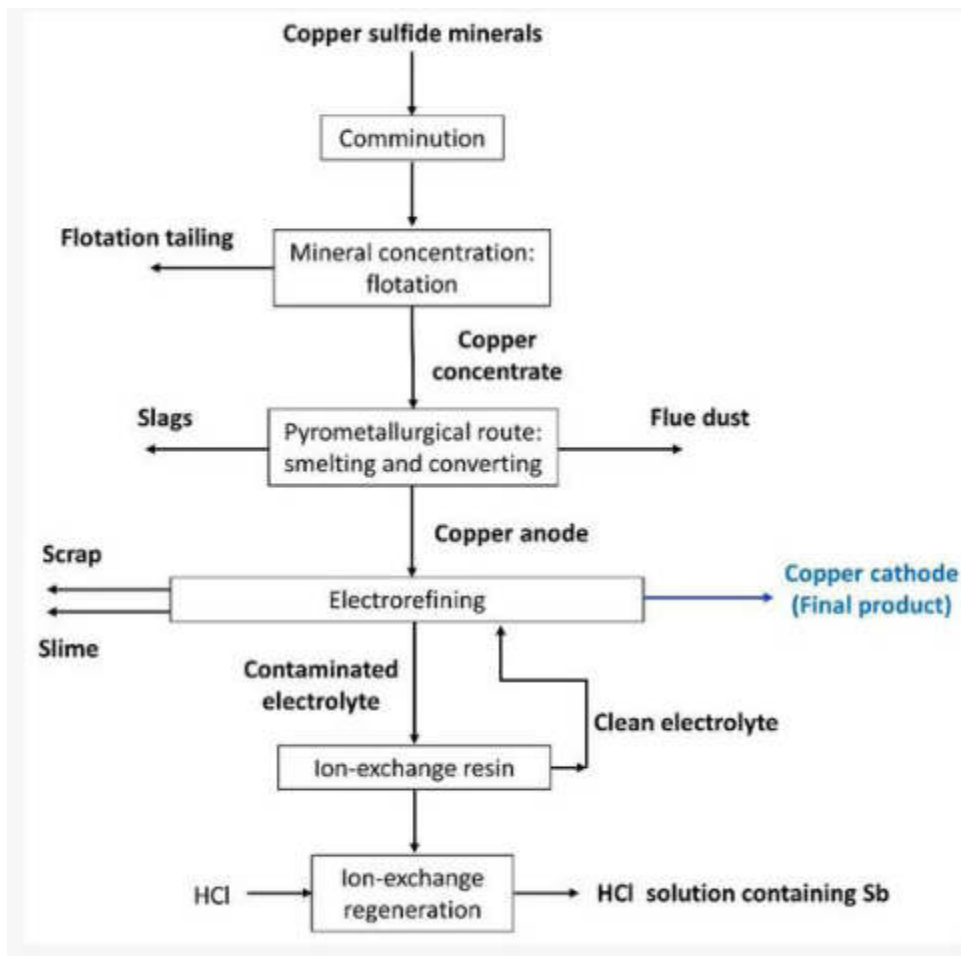 Copper sulfide minerals
Comminution
Flotation tailing
Mineral concentration:
flotation
Copper
concentrate
Slags
Pyrometallurgical route:
smelting and converting
Flue dust
Copper anode
Scrap
Electrorefining
Copper cathode
(Final product)
Slime
Contaminated
electrolyte
Clean electrolyte
Ion-exchange resin
HCl
Ion-exchange
regeneration
HCl solution containing Sb